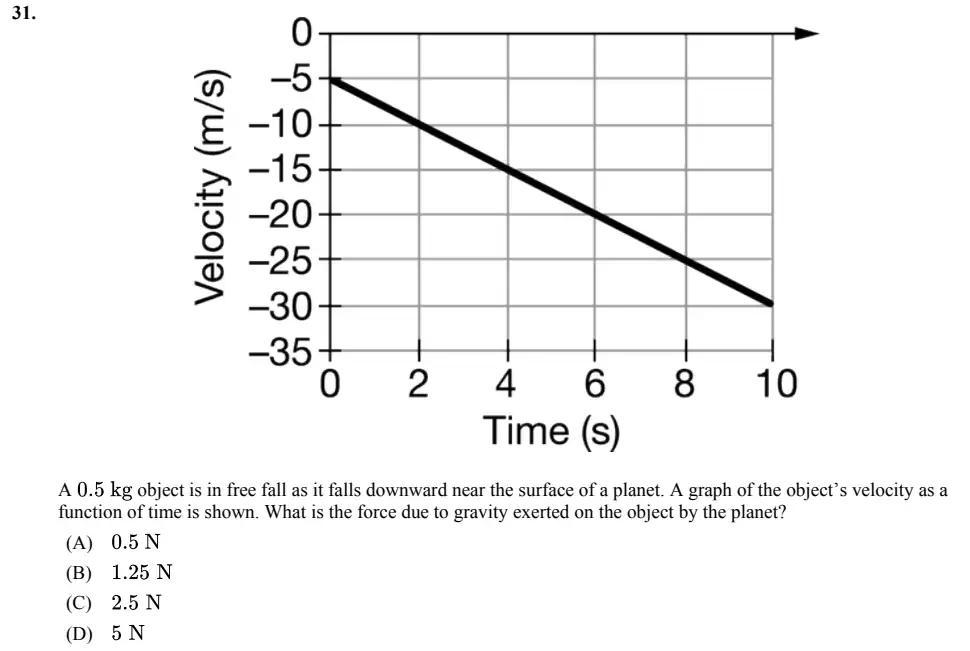 31.
0
–5
–10
–15
–20
–25
–30
–35
Velocity (m/s)
0 2 4 6 8 10
Time (s)
A 0.5 kg object is in free fall as it falls downward near the surface of a planet. A graph of the object’s velocity as a
function of time is shown. What is the force due to gravity exerted on the object by the planet?
(A) 0.5 N
(B) 1.25 N
(C) 2.5 N
(D) 5 N